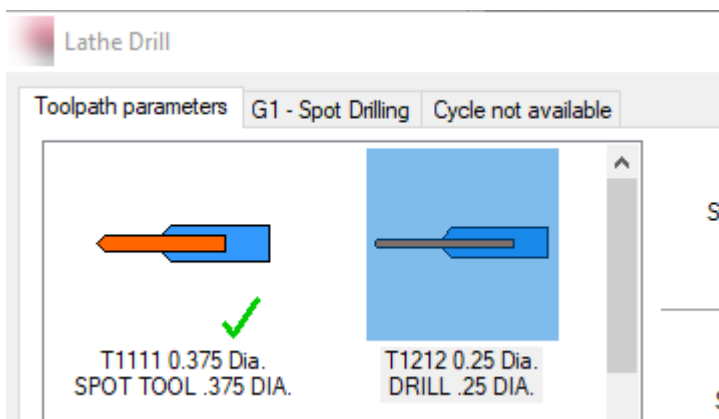 Lathe Drill
Toolpath parameters
G1 - Spot Drilling
Cycle not available
T1111 0.375 Dia.
SPOT TOOL .375 DIA.
T1212 0.25 Dia.
DRILL .25 DIA.
S